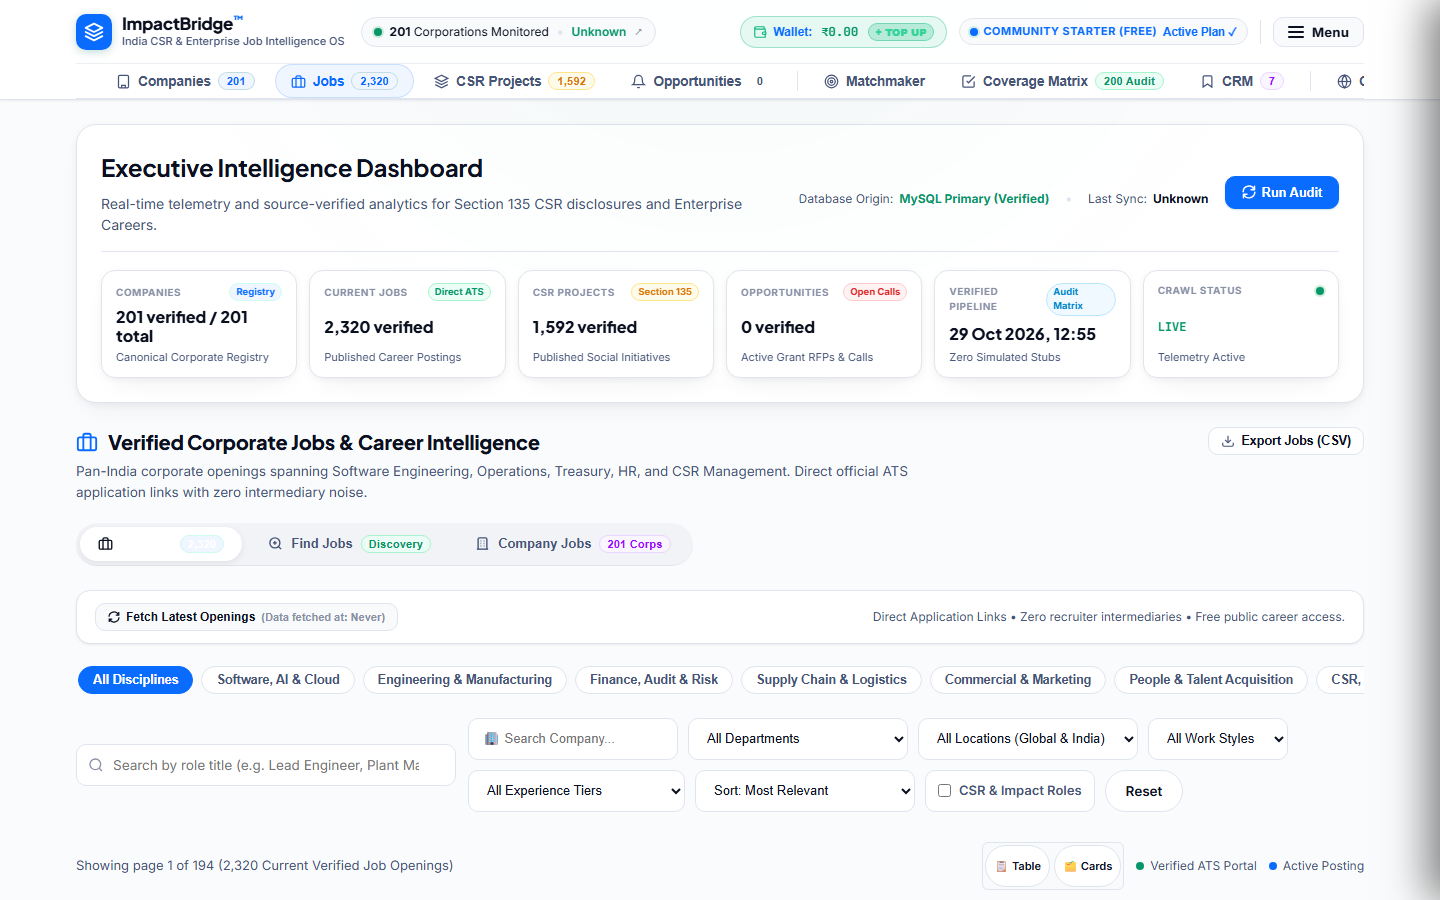 ImpactBridge™
India CSR & Enterprise Job Intelligence OS
201 Corporations Monitored • Unknown ↗
Wallet: ₹0.00 + TOP UP
COMMUNITY STARTER (FREE) Active Plan ✓
Menu
Companies 201
Jobs 2,320
CSR Projects 1,592
Opportunities 0
Matchmaker
Coverage Matrix 200 Audit
CRM 7
Executive Intelligence Dashboard
Real-time telemetry and source-verified analytics for Section 135 CSR disclosures and Enterprise
Careers.
Database Origin: MySQL Primary (Verified) • Last Sync: Unknown
Run Audit
COMPANIES Registry
201 verified / 201
total
Canonical Corporate Registry
CURRENT JOBS Direct ATS
2,320 verified
Published Career Postings
CSR PROJECTS Section 135
1,592 verified
Published Social Initiatives
OPPORTUNITIES Open Calls
0 verified
Active Grant RFPs & Calls
VERIFIED
PIPELINE
Audit
Matrix
29 Oct 2026, 12:55
Zero Simulated Stubs
CRAWL STATUS
LIVE
Telemetry Active
Verified Corporate Jobs & Career Intelligence
Export Jobs (CSV)
Pan-India corporate openings spanning Software Engineering, Operations, Treasury, HR, and CSR Management. Direct official ATS
application links with zero intermediary noise.
2,320
Find Jobs Discovery
Company Jobs 201 Corps
Fetch Latest Openings (Data fetched at: Never)
Direct Application Links • Zero recruiter intermediaries • Free public career access.
All Disciplines
Software, AI & Cloud
Engineering & Manufacturing
Finance, Audit & Risk
Supply Chain & Logistics
Commercial & Marketing
People & Talent Acquisition
CSR,
Search by role title (e.g. Lead Engineer, Plant Ma
Search Company...
All Departments
All Locations (Global & India)
All Work Styles
All Experience Tiers
Sort: Most Relevant
CSR & Impact Roles
Reset
Showing page 1 of 194 (2,320 Current Verified Job Openings)
Table
Cards
Verified ATS Portal
Active Posting